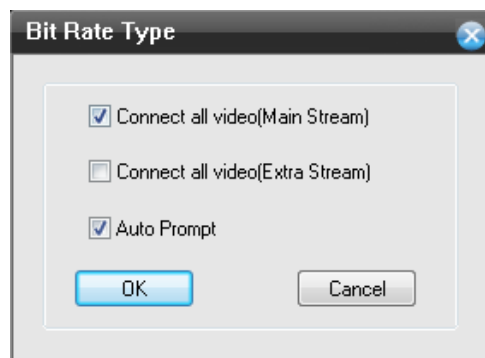 Bit Rate Type
Connect all video(Main Stream)
Connect all video(Extra Stream)
Auto Prompt
OK Cancel